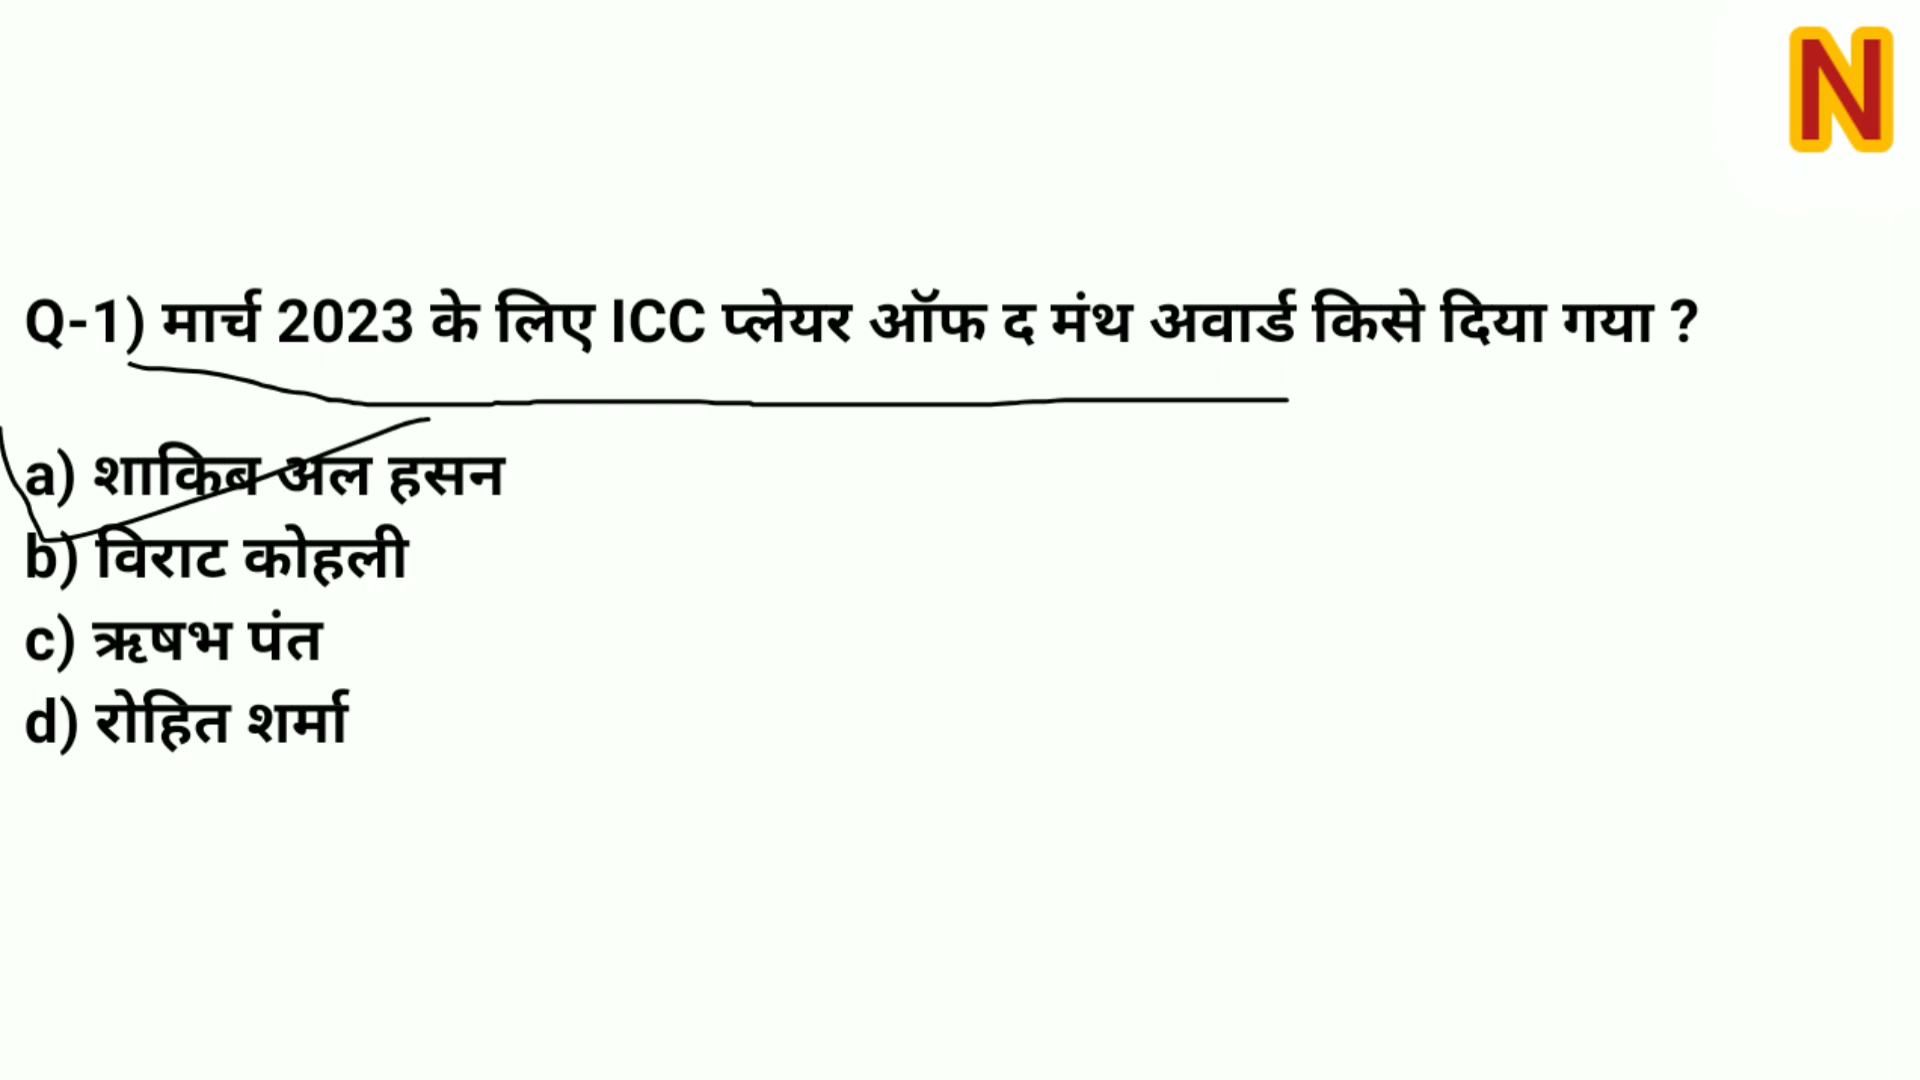 N
Q-1) मार्च 2023 के लिए ICC प्लेयर ऑफ द मंथ अवार्ड किसे दिया गया ?
a) शाकिब अल हसन
b) विराट कोहली
c) ऋषभ पंत
d) रोहित शर्मा